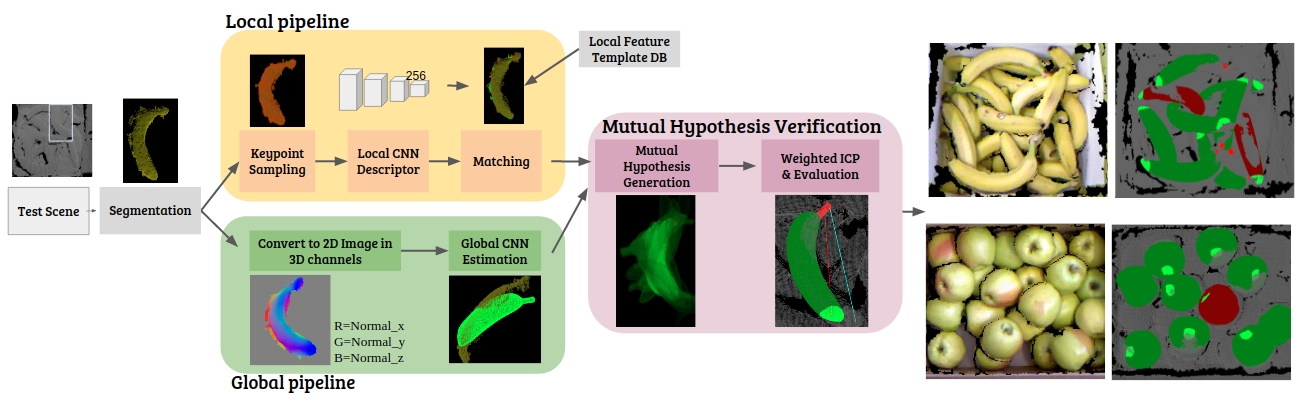 Local pipeline
256
Local Feature
Template DB
Keypoint
Sampling
Local CNN
Descriptor
Matching
Test Scene
Segmentation
Mutual Hypothesis Verification
Mutual
Hypothesis
Generation
Weighted ICP
& Evaluation
Convert to 2D Image in
3D channels
Global CNN
Estimation
R=Normal_x
G=Normal_y
B=Normal_z
Global pipeline